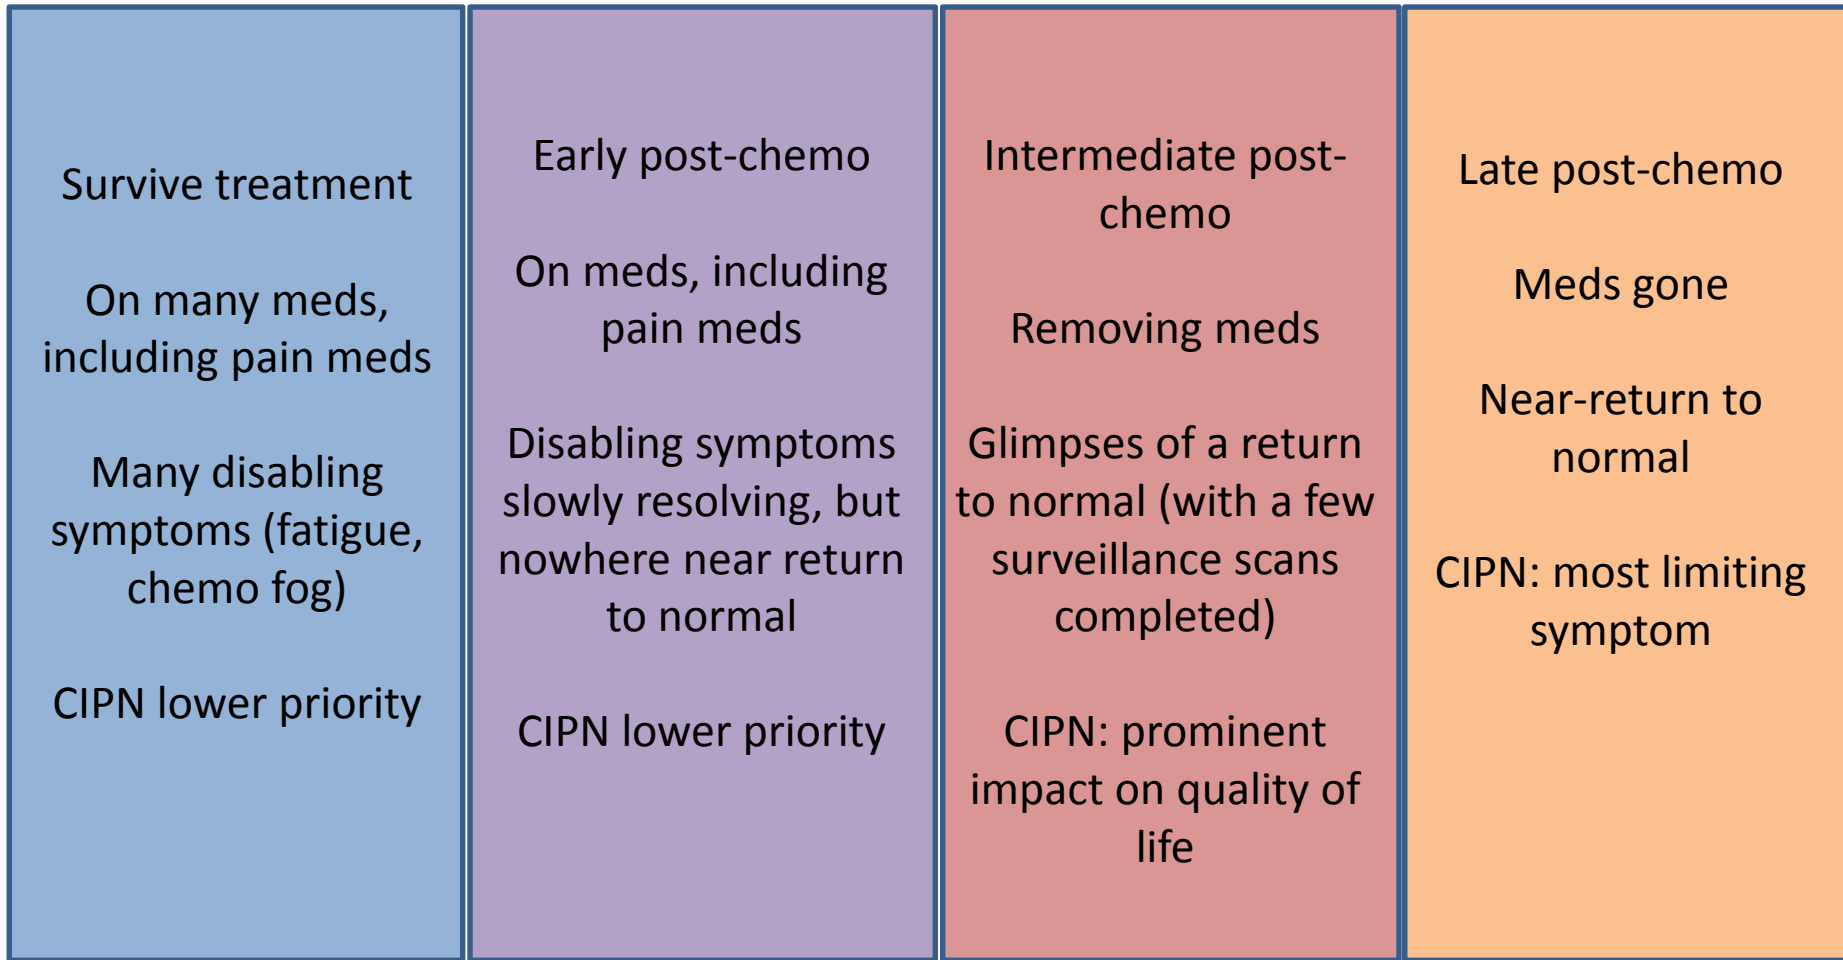 Survive treatment
On many meds,
including pain meds
Many disabling
symptoms (fatigue,
chemo fog)
CIPN lower priority
Early post-chemo
On meds, including
pain meds
Disabling symptoms
slowly resolving, but
nowhere near return
to normal
CIPN lower priority
Intermediate post-
chemo
Removing meds
Glimpses of a return
to normal (with a few
surveillance scans
completed)
CIPN: prominent
impact on quality of
life
Late post-chemo
Meds gone
Near-return to
normal
CIPN: most limiting
symptom